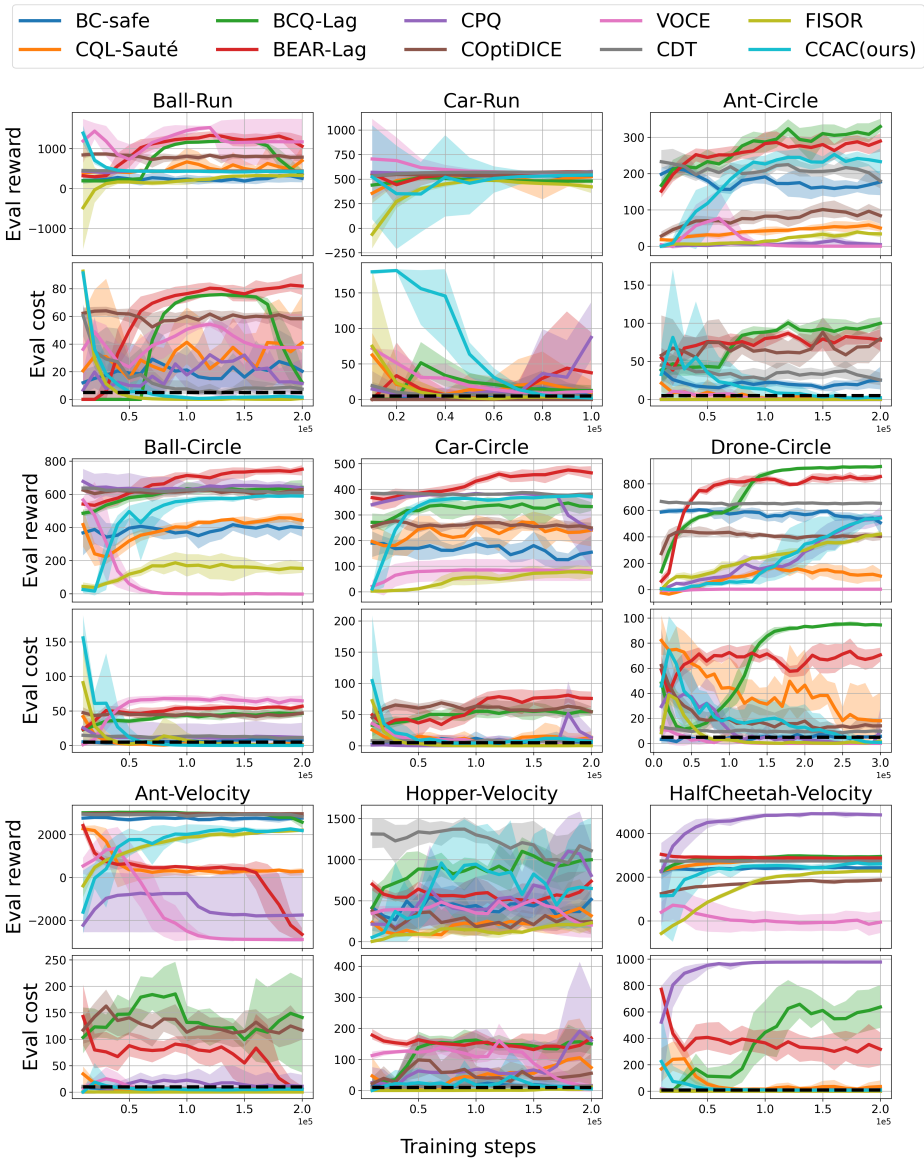 BC-safe BCQ-Lag CPQ VOCE FISOR
CQL-Sauté BEAR-Lag COptiDICE CDT CCAC(ours)
Ball-Run Car-Run Ant-Circle
Eval reward
1000
0
−1000
1000
750
500
250
0
−250
300
200
100
0
Eval cost
80
60
40
20
0
0.5 1.0 1.5 2.0
1e5
150
100
50
0
0.2 0.4 0.6 0.8 1.0
1e5
150
100
50
0
0.5 1.0 1.5 2.0
1e5
Ball-Circle Car-Circle Drone-Circle
Eval reward
800
600
400
200
0
500
400
300
200
100
0
800
600
400
200
0
Eval cost
150
100
50
0
0.5 1.0 1.5 2.0
1e5
200
150
100
50
0
0.5 1.0 1.5 2.0
1e5
100
80
60
40
20
0
0.0 0.5 1.0 1.5 2.0 2.5 3.0
1e5
Ant-Velocity Hopper-Velocity HalfCheetah-Velocity
Eval reward
2000
0
−2000
1500
1000
500
0
4000
2000
0
Eval cost
250
200
150
100
50
0
0.5 1.0 1.5 2.0
1e5
400
300
200
100
0
0.5 1.0 1.5 2.0
1e5
1000
800
600
400
200
0
0.5 1.0 1.5 2.0
1e5
Training steps